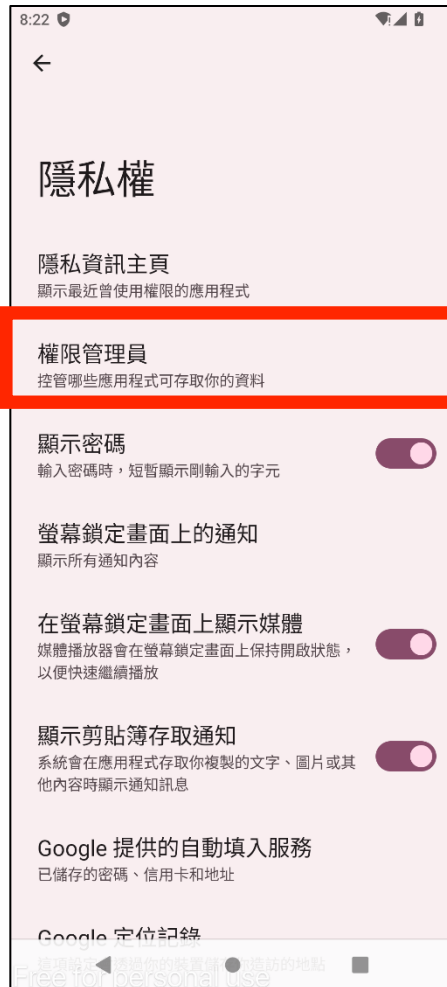 8:22
隱私權
隱私資訊主頁
顯示最近曾使用權限的應用程式
權限管理員
控管哪些應用程式可存取你的資料
顯示密碼
輸入密碼時，短暫顯示剛輸入的字元
螢幕鎖定畫面上的通知
顯示所有通知內容
在螢幕鎖定畫面上顯示媒體
媒體播放器會在螢幕鎖定畫面上保持開啟狀態，
以便快速繼續播放
顯示剪貼簿存取通知
系統會在應用程式存取你複製的文字、圖片或其
他內容時顯示通知訊息
Google 提供的自動填入服務
已儲存的密碼、信用卡和地址
Google 定位記錄
Free for personal use